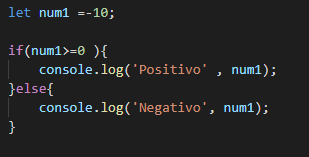 let num1 =-10;
if(num1>=0 ){
    console.log('Positivo' , num1);
}else{
    console.log('Negativo', num1);
}